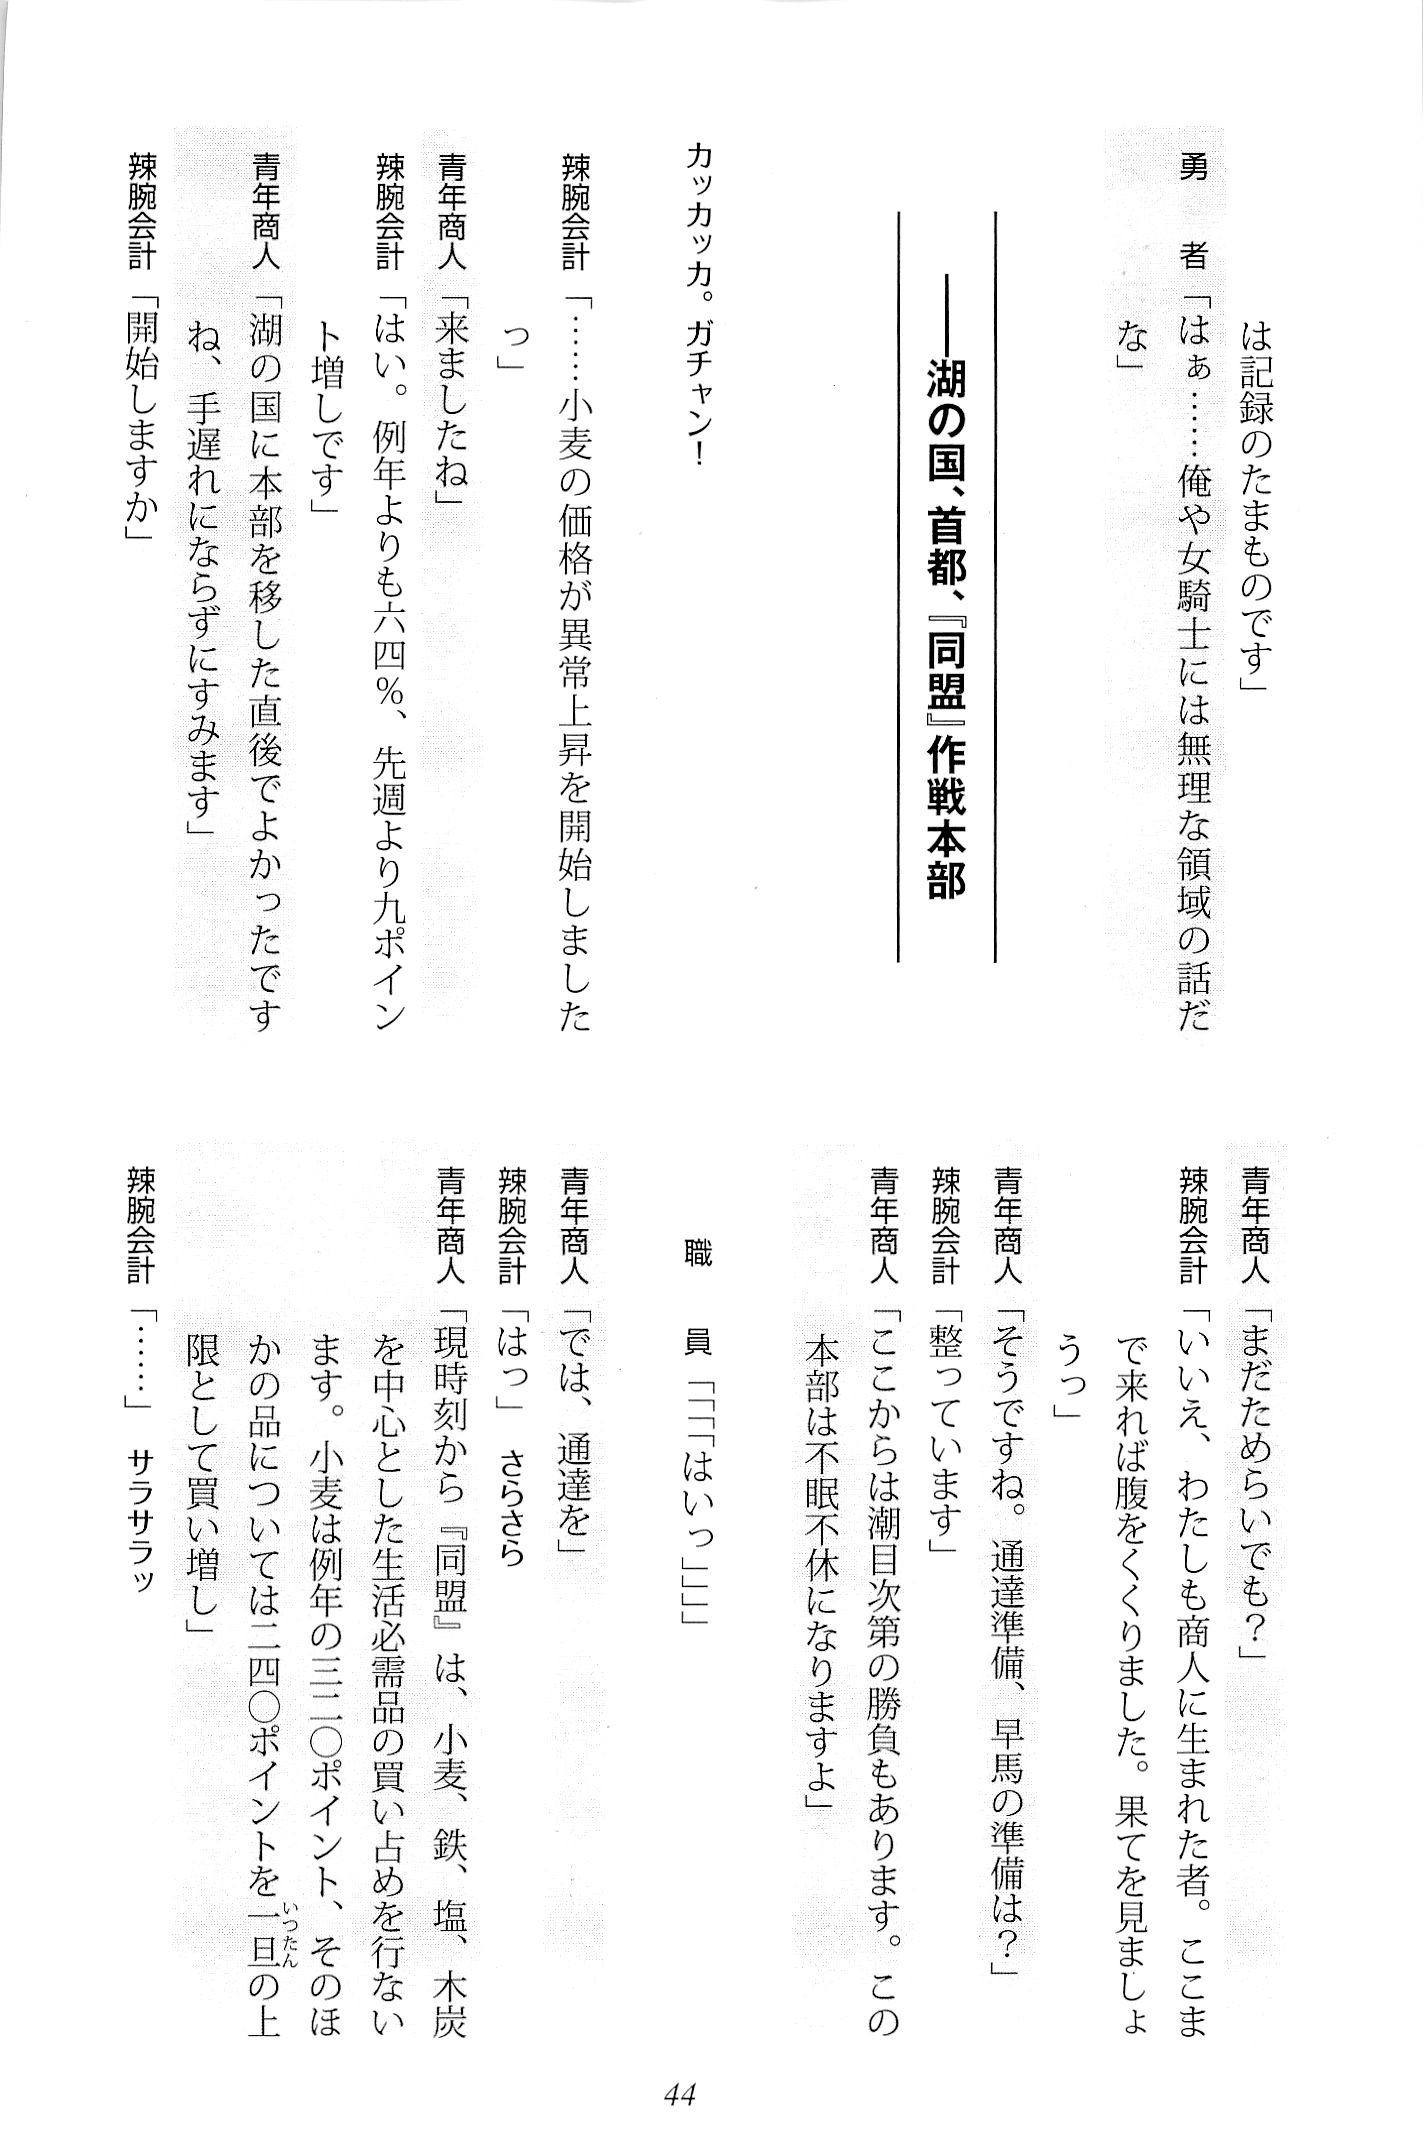 は記録のたまものです」
勇　者「はぁ……俺や女騎士には無理な領域の話だ
な」
――湖の国、首都、『同盟』作戦本部
カッカッカ。ガチャン！
辣腕会計「……小麦の価格が異常上昇を開始しました
っ」
青年商人「来ましたね」
辣腕会計「はい。例年よりも六四％、先週より九ポイン
ト増しです」
青年商人「湖の国に本部を移した直後でよかったです
ね、手遅れにならずにすみます」
辣腕会計「開始しますか」
青年商人「まだためらいでも？」
辣腕会計「いいえ、わたしも商人に生まれた者。ここま
で来れば腹をくくりました。果てを見ましょ
うっ」
青年商人「そうですね。通達準備、早馬の準備は？」
辣腕会計「整っています」
青年商人「ここからは潮目次第の勝負もあります。この
本部は不眠不休になりますよ」
職　員「「「「はいっ」」」」
青年商人「では、通達を」
辣腕会計「はっ」　さらさら
青年商人「現時刻から『同盟』は、小麦、鉄、塩、木炭
を中心とした生活必需品の買い占めを行ない
ます。小麦は例年の三二〇ポイント、そのほ
かの品については二四〇ポイントを一旦の上
いったん
限として買い増し」
辣腕会計「……」　サラサラッ
44